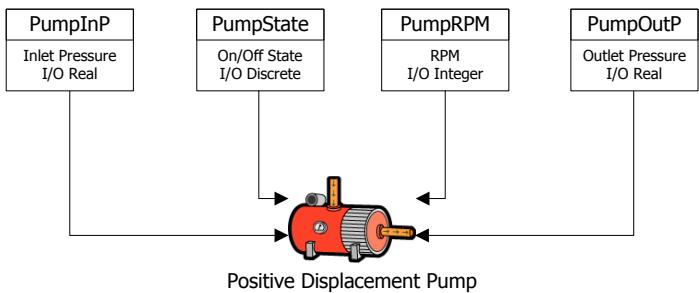 PumpInP
Inlet Pressure
I/O Real
PumpState
On/Off State
I/O Discrete
PumpRPM
RPM
I/O Integer
PumpOutP
Outlet Pressure
I/O Real
Positive Displacement Pump